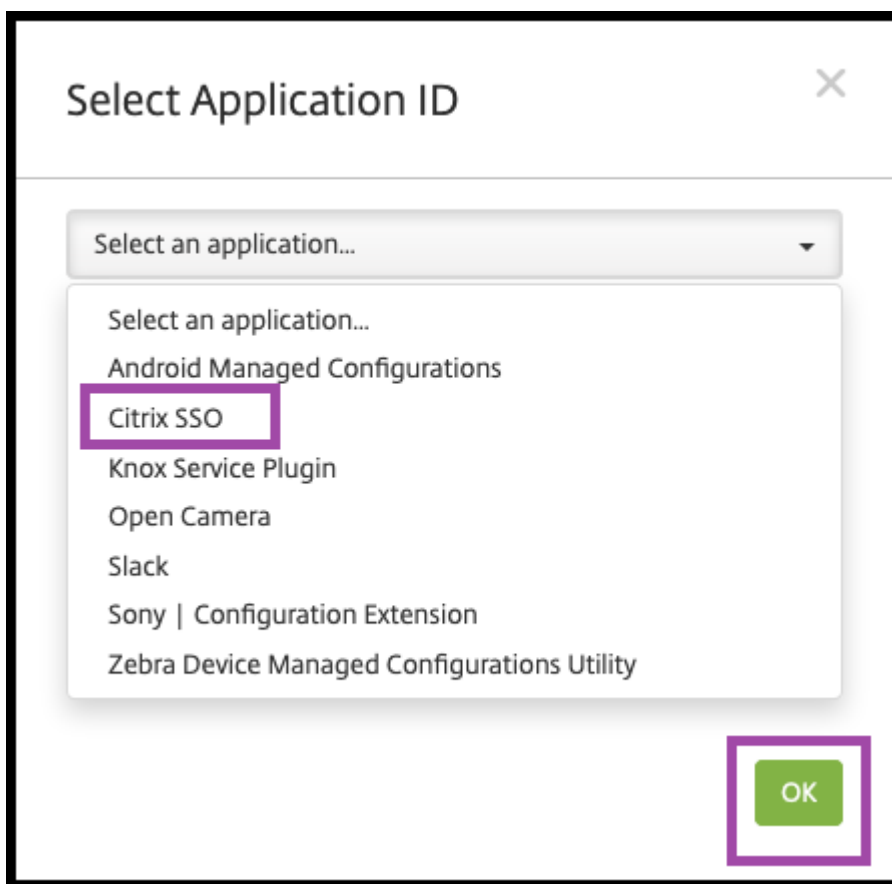 Select Application ID
Select an application...
Select an application...
Android Managed Configurations
Citrix SSO
Knox Service Plugin
Open Camera
Slack
Sony | Configuration Extension
Zebra Device Managed Configurations Utility
OK